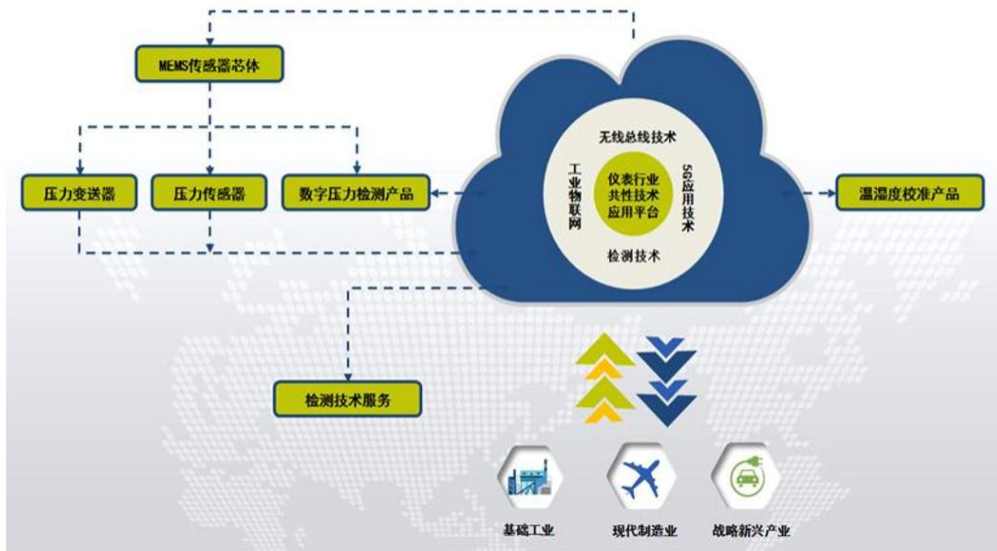 MEMS传感器芯体
无线总线技术
工业物联网
仪表行业
共性技术
应用平台
5G应用技术
检测技术
压力变送器
压力传感器
数字压力检测产品
温湿度校准产品
检测技术服务
基础工业
现代制造业
战略新兴产业